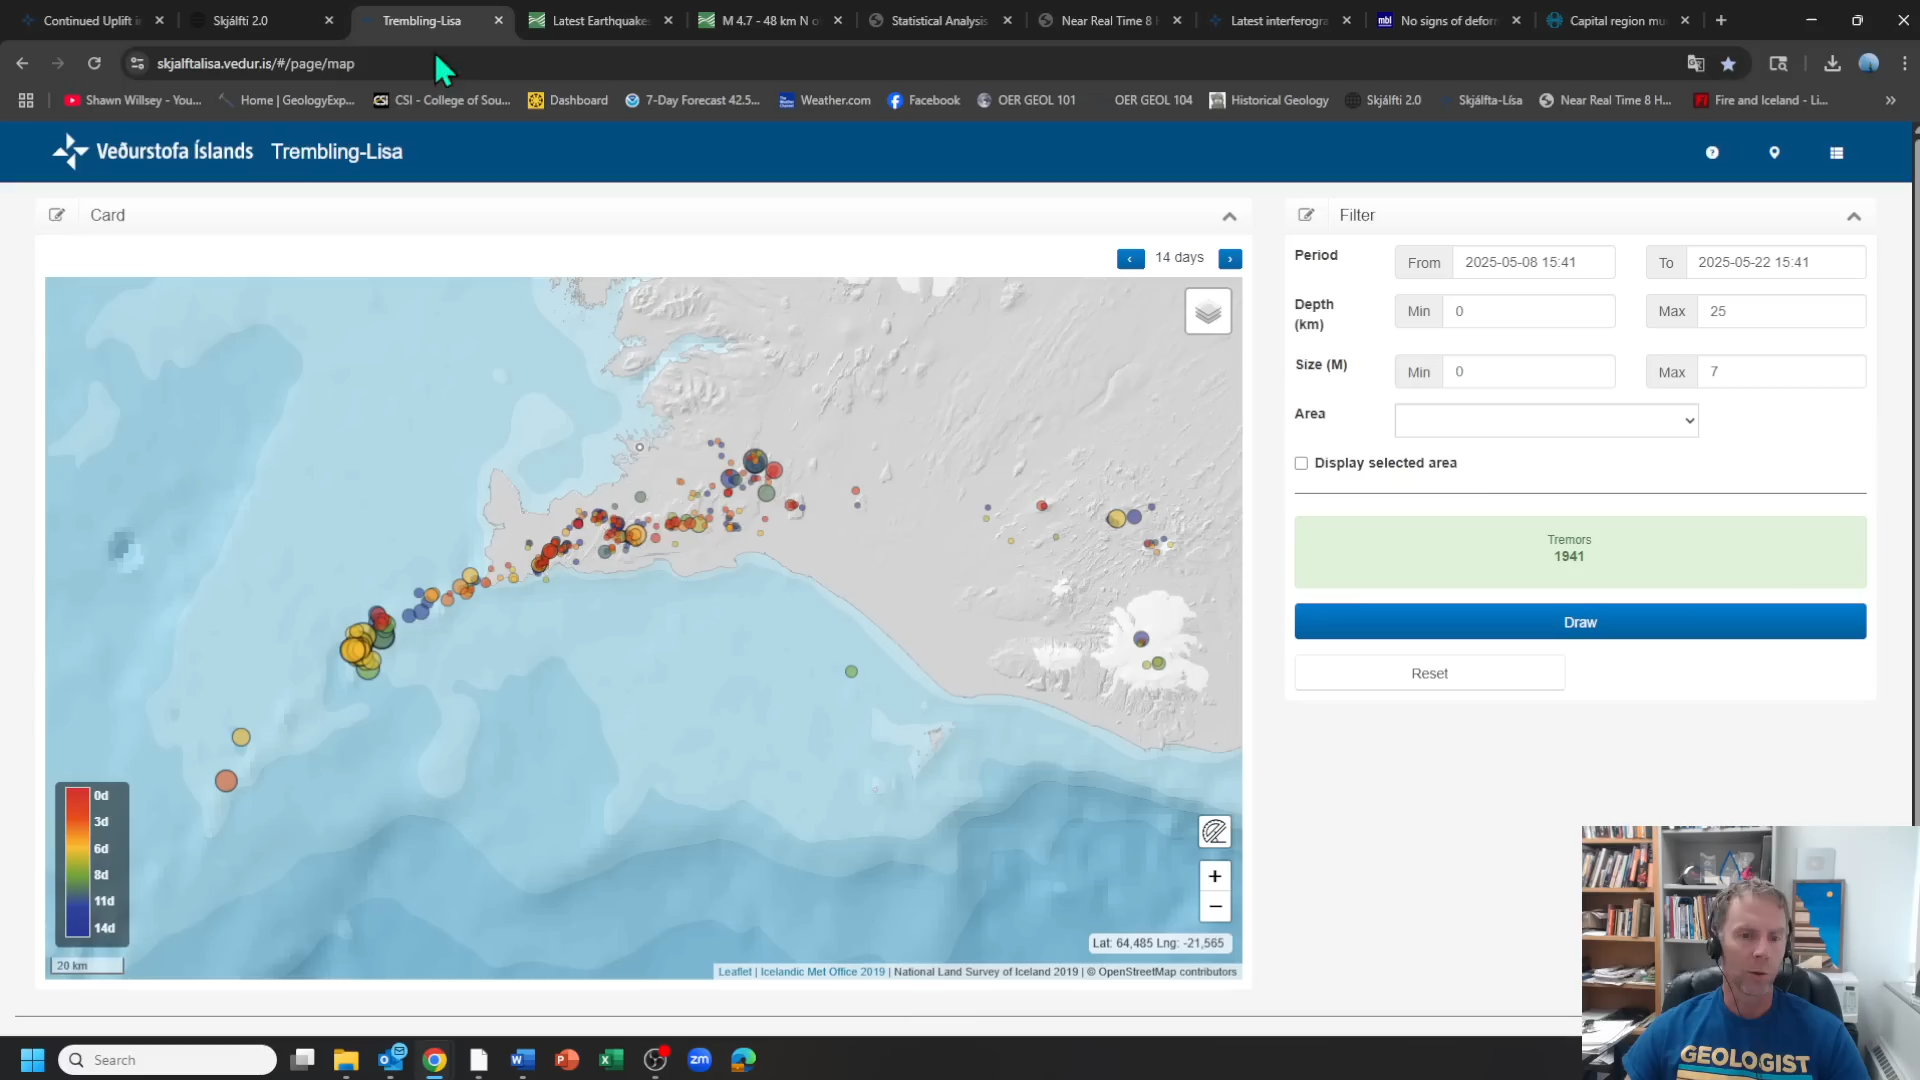 Continued Uplift i
Skjálfti 2.0
Trembling-Lisa
Latest Earthquakes
M 4.7 - 48 km N o
Statistical Analysis
Near Real Time 8
Latest interferogra
mbl
No signs of defor
Capital region mu
skjalftalisa.vedur.is/#/page/map
Shawn Willsey - You...
Home | GeologyExp...
CSI - College of Sou...
Dashboard
7-Day Forecast 42.5...
Weather.com
Facebook
OER GEOL 101
OER GEOL 104
Historical Geology
Skjálfti 2.0
Skjálfta-Lísa
Near Real Time 8 H...
Fire and Iceland - Li...
Veðurstofa Íslands
Trembling-Lisa
Card
Filter
14 days
Period
From
2025-05-08 15:41
To
2025-05-22 15:41
Depth
(km)
Min
0
Max
25
Size (M)
Min
0
Max
7
Area
Display selected area
Tremors
1941
Draw
Reset
0d
3d
6d
8d
11d
14d
20 km
Lat: 64,485 Lng: -21,565
Leaflet | Icelandic Met Office 2019 | National Land Survey of Iceland 2019 | © OpenStreetMap contributors
GEOLOGIST
Search
zm